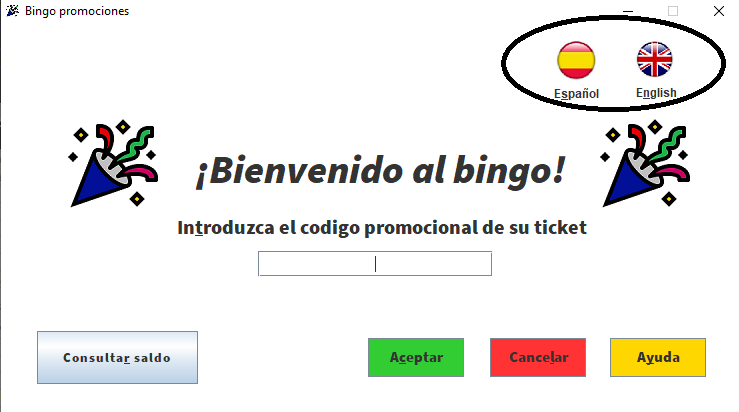 Bingo promociones
Español
English
¡Bienvenido al bingo!
Introduzca el codigo promocional de su ticket
Consultar saldo
Aceptar
Cancelar
Ayuda